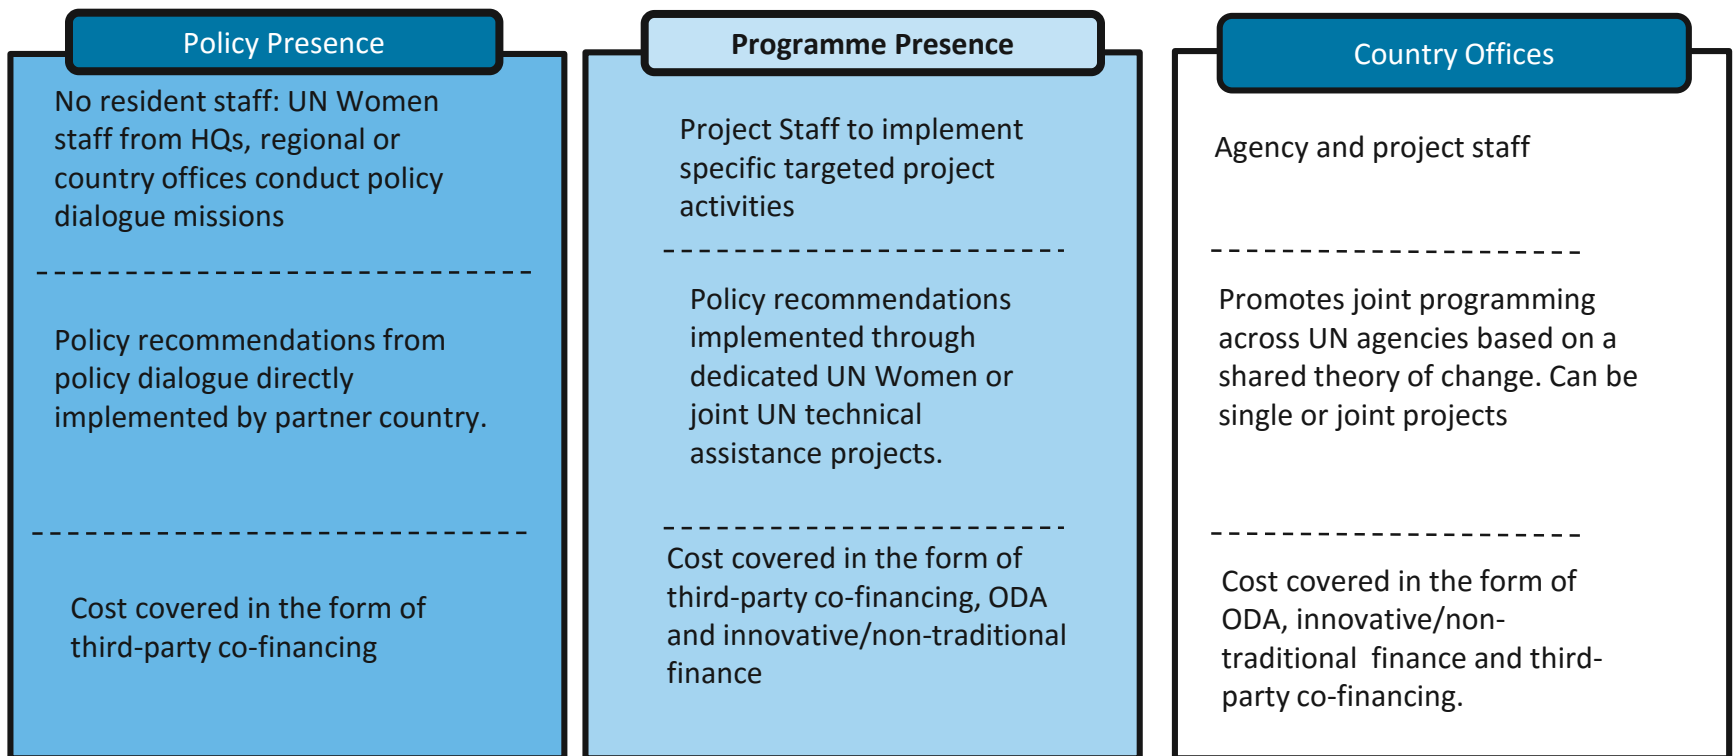 Policy Presence
No resident staff: UN Women
staff from HQs, regional or
country offices conduct policy
dialogue missions
Policy recommendations from
policy dialogue directly
implemented by partner country.
Cost covered in the form of
third-party co-financing
Programme Presence
Project Staff to implement
specific targeted project
activities
Policy recommendations
implemented through
dedicated UN Women or
joint UN technical
assistance projects.
Cost covered in the form of
third-party co-financing, ODA
and innovative/non-traditional
finance
Country Offices
Agency and project staff
Promotes joint programming
across UN agencies based on a
shared theory of change. Can be
single or joint projects
Cost covered in the form of
ODA, innovative/non-
traditional finance and third-
party co-financing.